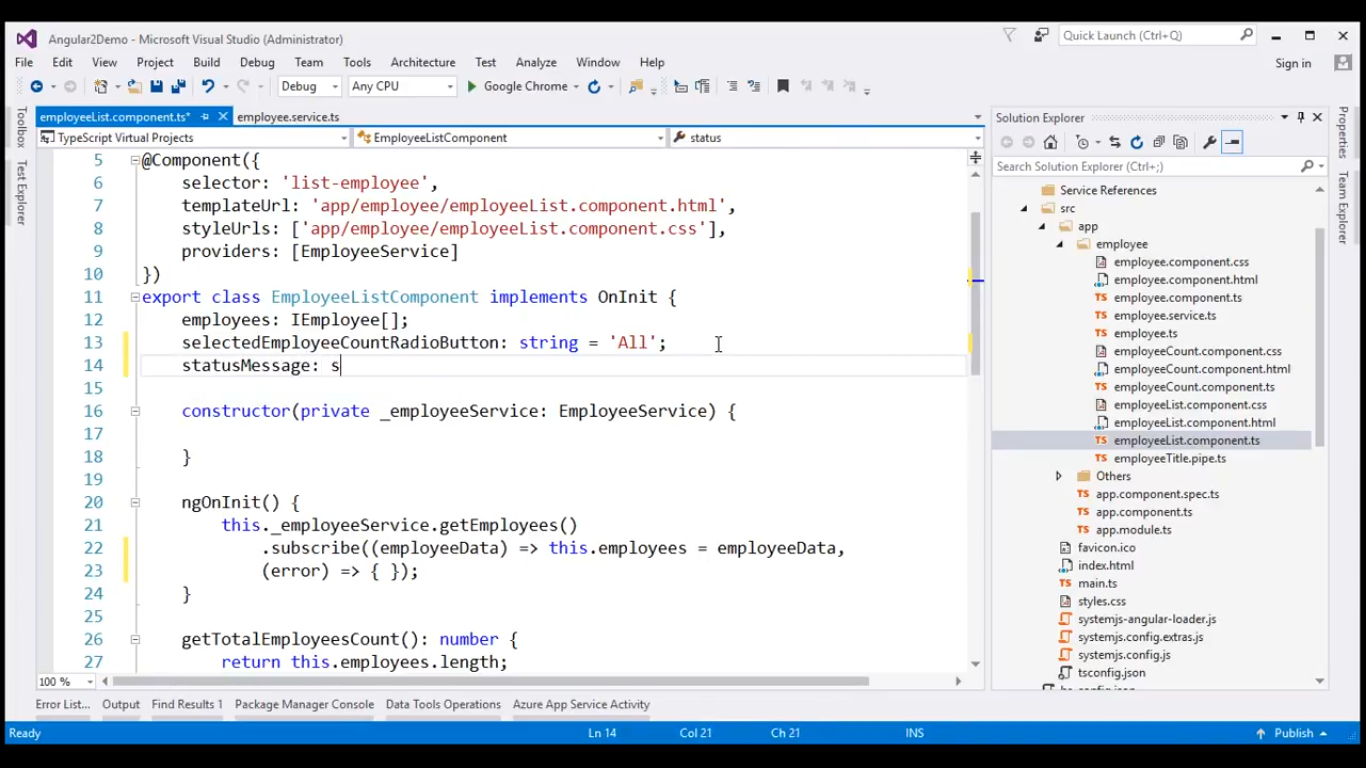 Angular2Demo - Microsoft Visual Studio (Administrator)
Quick Launch (Ctrl+Q)
File Edit View Project Build Debug Team Tools Architecture Test Analyze Window Help
Sign in
Debug Any CPU Google Chrome
employeeList.component.ts* employee.service.ts
TypeScript Virtual Projects EmployeeListComponent status
Toolbox
Test Explorer
5 @Component({
6 selector: 'list-employee',
7 templateUrl: 'app/employee/employeeList.component.html',
8 styleUrls: ['app/employee/employeeList.component.css'],
9 providers: [EmployeeService]
10 })
11 export class EmployeeListComponent implements OnInit {
12 employees: IEmployee[];
13 selectedEmployeeCountRadioButton: string = 'All';
14 statusMessage: s
15
16 constructor(private _employeeService: EmployeeService) {
17
18 }
19
20 ngOnInit() {
21 this._employeeService.getEmployees()
22 .subscribe((employeeData) => this.employees = employeeData,
23 (error) => { });
24 }
25
26 getTotalEmployeesCount(): number {
27 return this.employees.length;
100 %
Solution Explorer
Search Solution Explorer (Ctrl+;)
Service References
src
app
employee
employee.component.css
employee.component.html
employee.component.ts
employee.service.ts
employee.ts
employeeCount.component.css
employeeCount.component.html
employeeCount.component.ts
employeeList.component.css
employeeList.component.html
employeeList.component.ts
employeeTitle.pipe.ts
Others
app.component.spec.ts
app.component.ts
app.module.ts
favicon.ico
index.html
main.ts
styles.css
systemjs-angular-loader.js
systemjs.config.extras.js
systemjs.config.js
tsconfig.json
Properties
Team Explorer
Error List... Output Find Results 1 Package Manager Console Data Tools Operations Azure App Service Activity
Ready Ln 14 Col 21 Ch 21 INS Publish